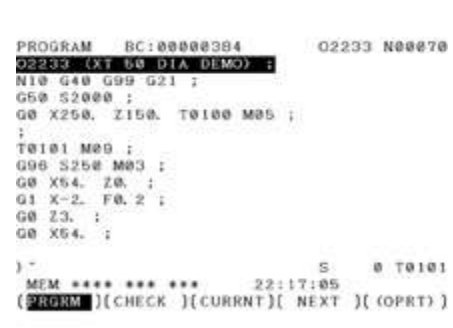 PROGRAM BC:00000384 O2233 N00070
O2233 (XT 50 DIA DEMO) ;
N10 G40 G99 G21 ;
G50 S2000 ;
G0 X250. Z150. T0100 M05 ;
;
T0101 M09 ;
G96 S250 M03 ;
G0 X54. Z0. ;
G1 X-2. F0.2 ;
G0 Z3. ;
G0 X54. ;
)~
S 0 T0101
MEM **** *** *** 22:17:05
(PRGRM )(CHECK )(CURRNT)( NEXT )( (OPRT) )